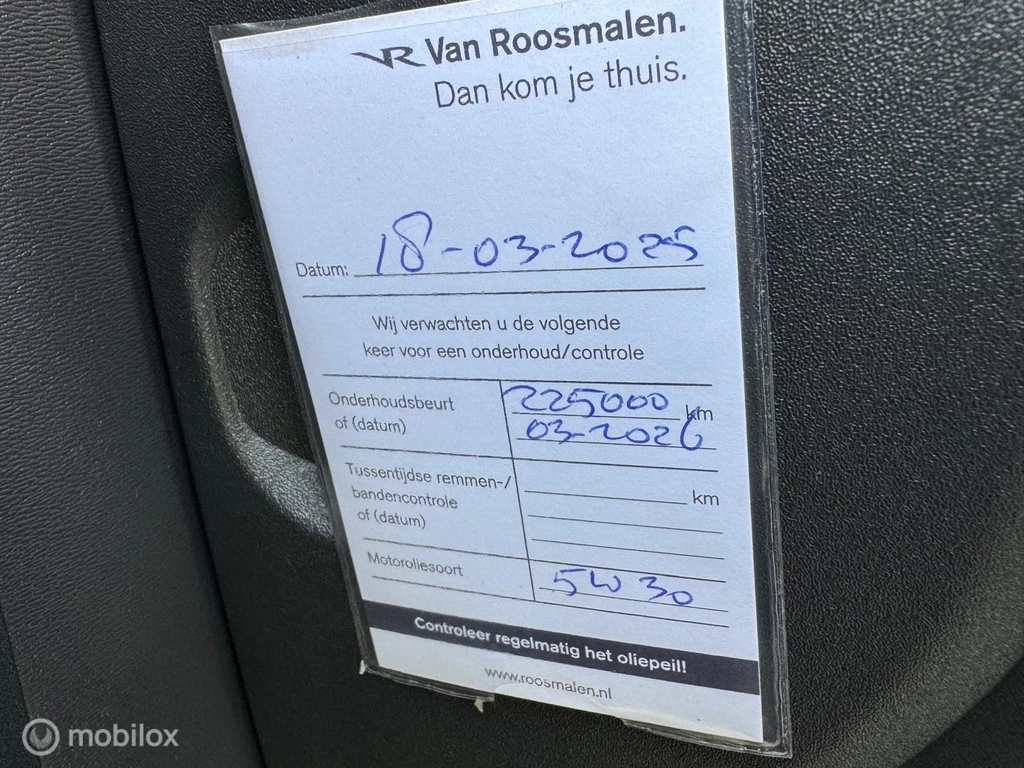 VR Van Roosmalen.
Dan kom je thuis.
Datum: 18-03-2025
Wij verwachten u de volgende
keer voor een onderhoud/controle
Onderhoudsbeurt 225000 km
of (datum) 03-2026
Tussentijdse remmen-/ km
bandencontrole
of (datum)
Motoroliesoort 5W30
Controleer regelmatig het oliepeil!
www.roosmalen.nl
mobilox